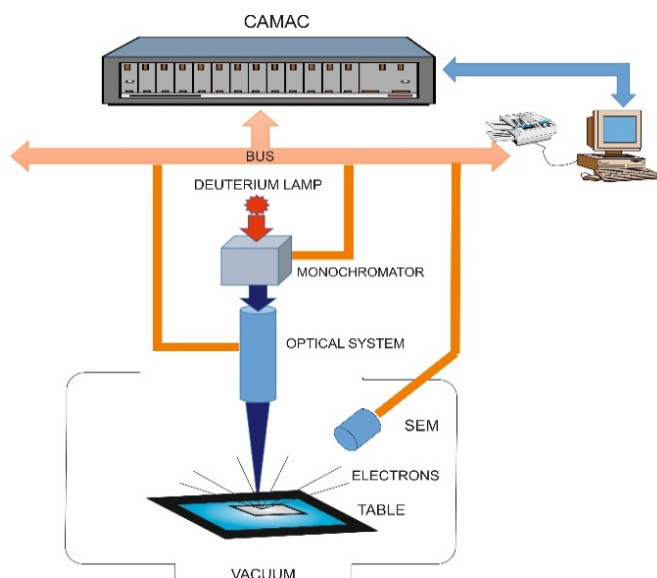 CAMAC
BUS
DEUTERIUM LAMP
MONOCHROMATOR
OPTICAL SYSTEM
SEM
ELECTRONS
TABLE
VACUUM